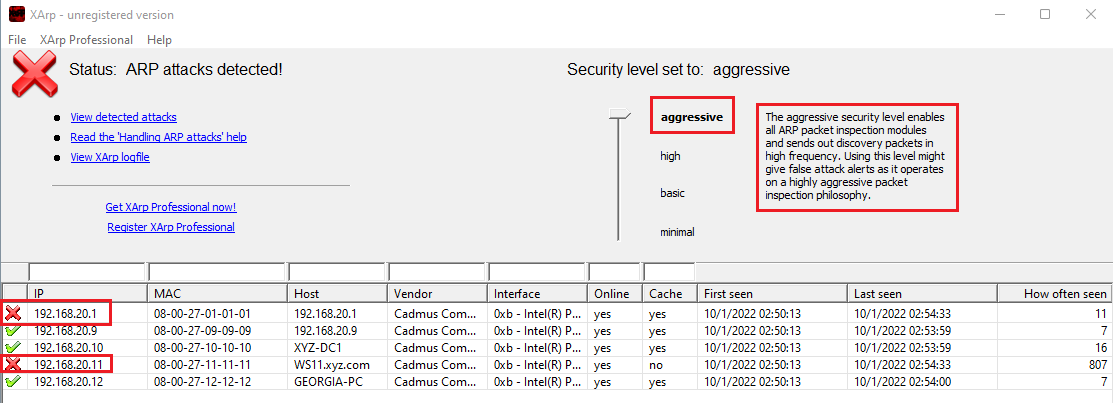 XArp - unregistered version
File XArp Professional Help
Status: ARP attacks detected!
Security level set to: aggressive
View detected attacks
Read the 'Handling ARP attacks' help
View XArp logfile
Get XArp Professional now!
Register XArp Professional
aggressive
high
basic
minimal
The aggressive security level enables
all ARP packet inspection modules
and sends out discovery packets in
high frequency. Using this level might
give false attack alerts as it operates
on a highly aggressive packet
inspection philosophy.
IP MAC Host Vendor Interface Online Cache First seen Last seen How often seen
192.168.20.1 08-00-27-01-01-01 192.168.20.1 Cadmus Com... 0xb - Intel(R) P... yes yes 10/1/2022 02:50:13 10/1/2022 02:54:33 11
192.168.20.9 08-00-27-09-09-09 192.168.20.9 Cadmus Com... 0xb - Intel(R) P... yes yes 10/1/2022 02:50:13 10/1/2022 02:53:59 7
192.168.20.10 08-00-27-10-10-10 XYZ-DC1 Cadmus Com... 0xb - Intel(R) P... yes yes 10/1/2022 02:50:13 10/1/2022 02:53:59 16
192.168.20.11 08-00-27-11-11-11 WS11.xyz.com Cadmus Com... 0xb - Intel(R) P... yes no 10/1/2022 02:50:13 10/1/2022 02:54:33 807
192.168.20.12 08-00-27-12-12-12 GEORGIA-PC Cadmus Com... 0xb - Intel(R) P... yes yes 10/1/2022 02:50:13 10/1/2022 02:54:00 7